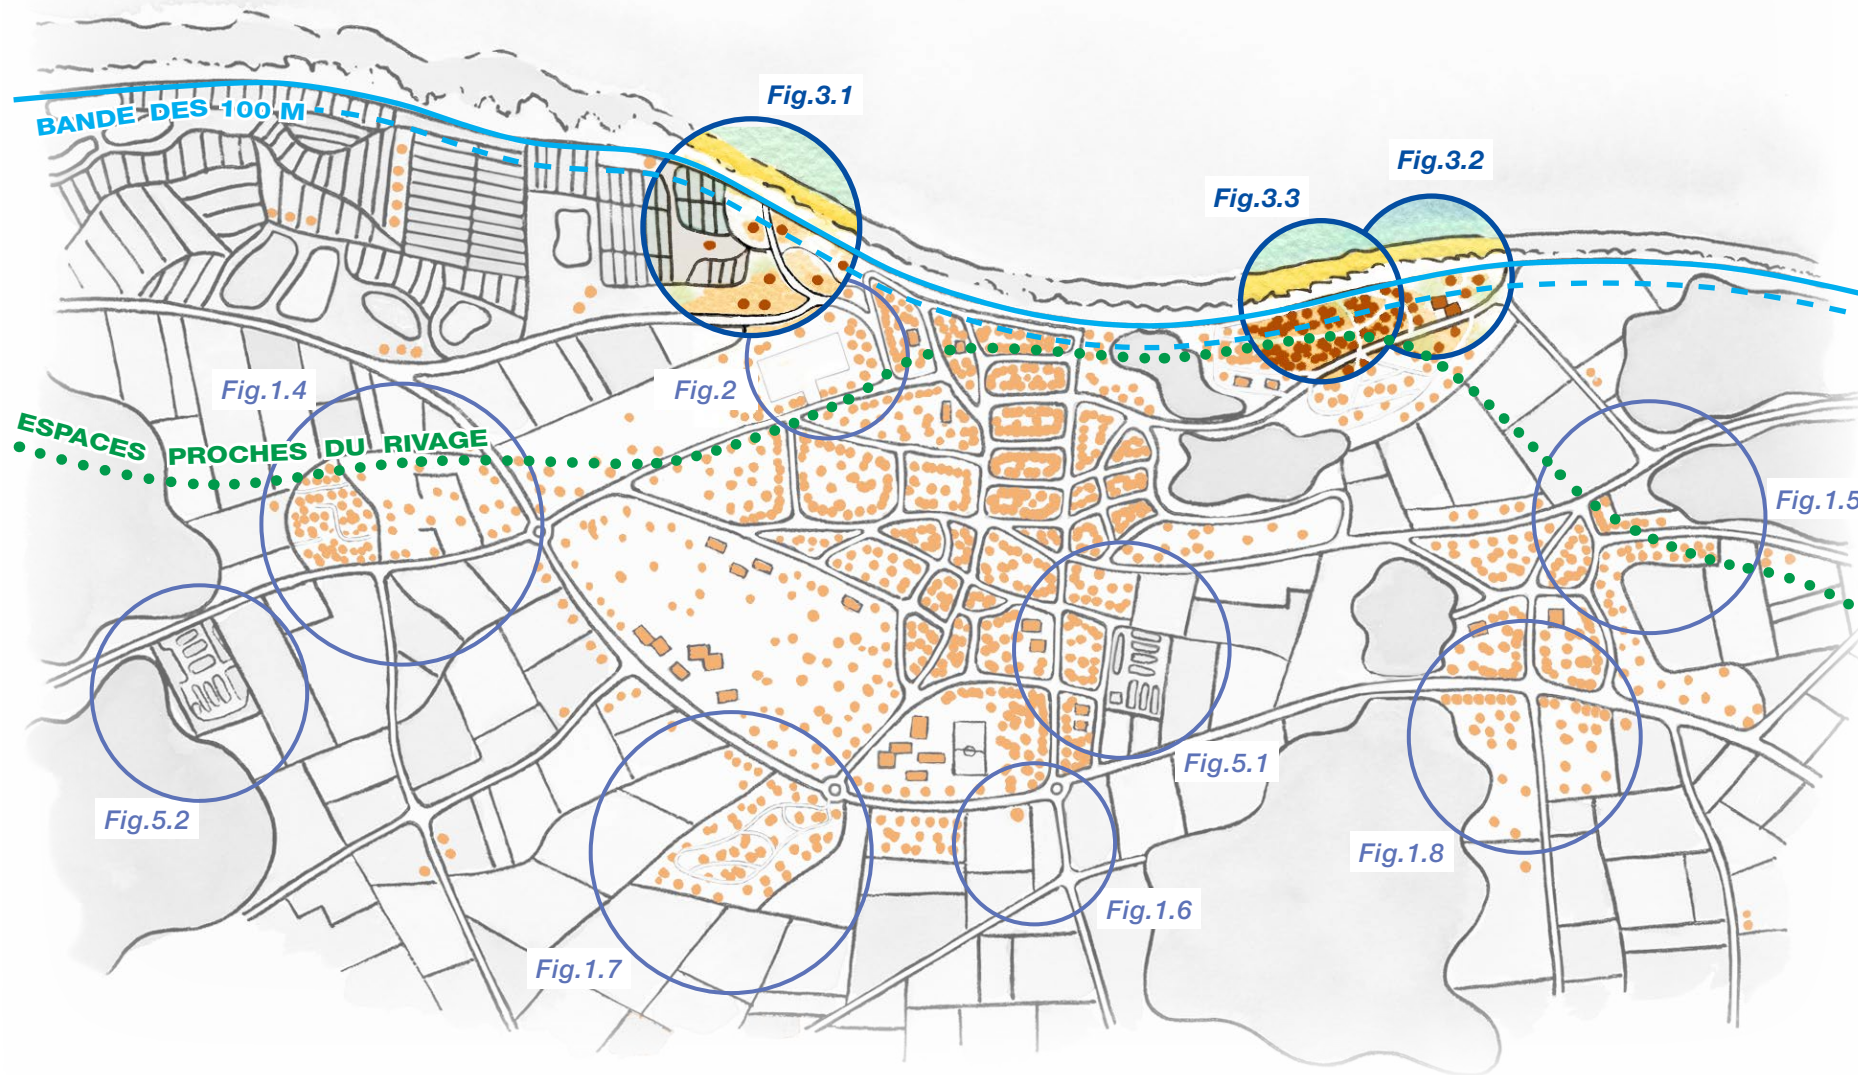 Fig.3.1
BANDE DES 100 M
Fig.3.2
Fig.3.3
Fig.1.4
Fig.2
ESPACES PROCHES DU RIVAGE
Fig.1.5
Fig.5.1
Fig.5.2
Fig.1.8
Fig.1.6
Fig.1.7